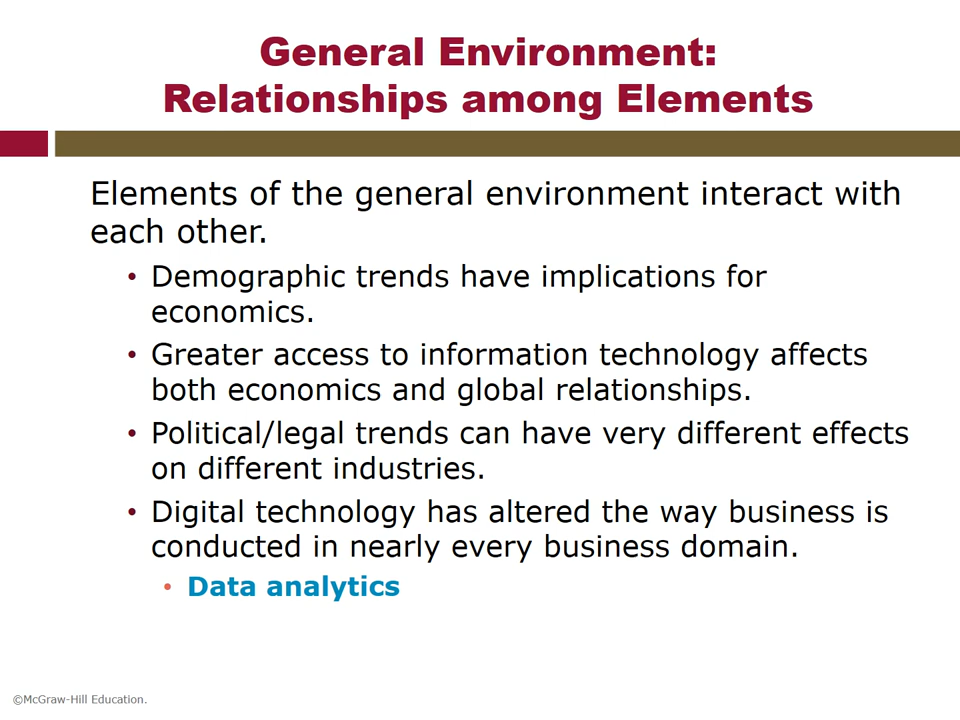 General Environment:
Relationships among Elements
Elements of the general environment interact with
each other.
• Demographic trends have implications for
economics.
• Greater access to information technology affects
both economics and global relationships.
• Political/legal trends can have very different effects
on different industries.
• Digital technology has altered the way business is
conducted in nearly every business domain.
• Data analytics
©McGraw-Hill Education.